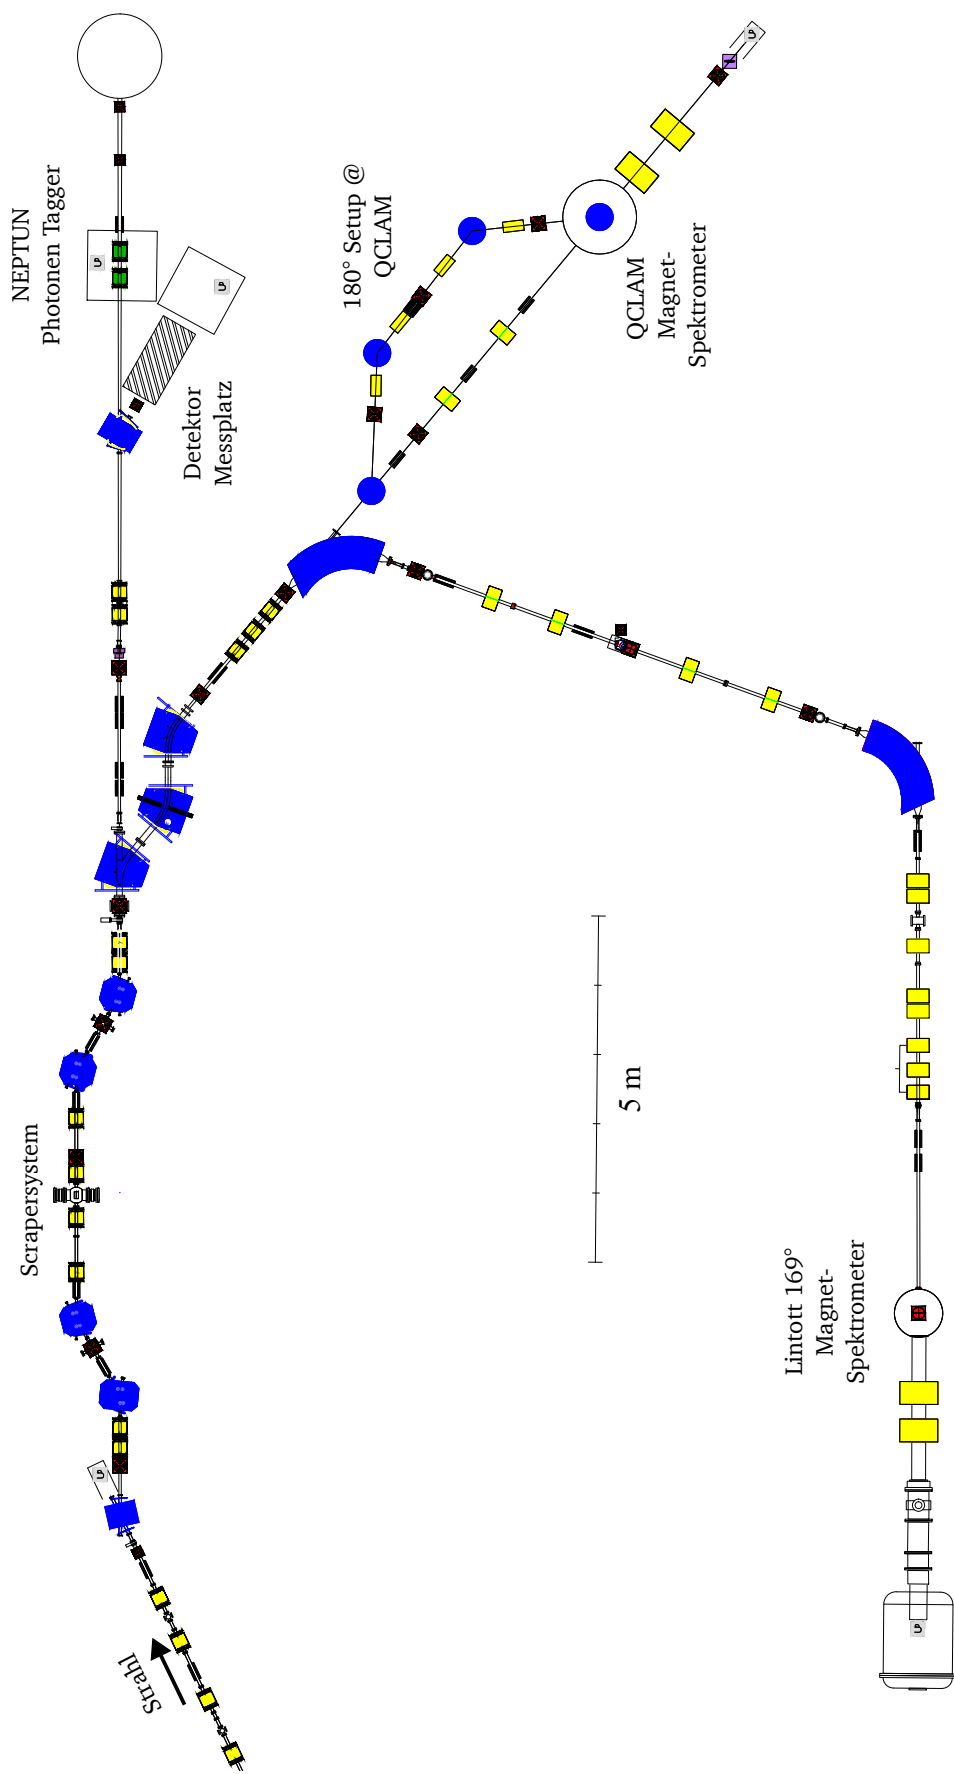 NEPTUN
Photonen Tagger
180° Setup @
QCLAM
QCLAM
Magnet-
Spektrometer
Detektor
Messplatz
5 m
Scrapersystem
Lintott 169°
Magnet-
Spektrometer
Strahl